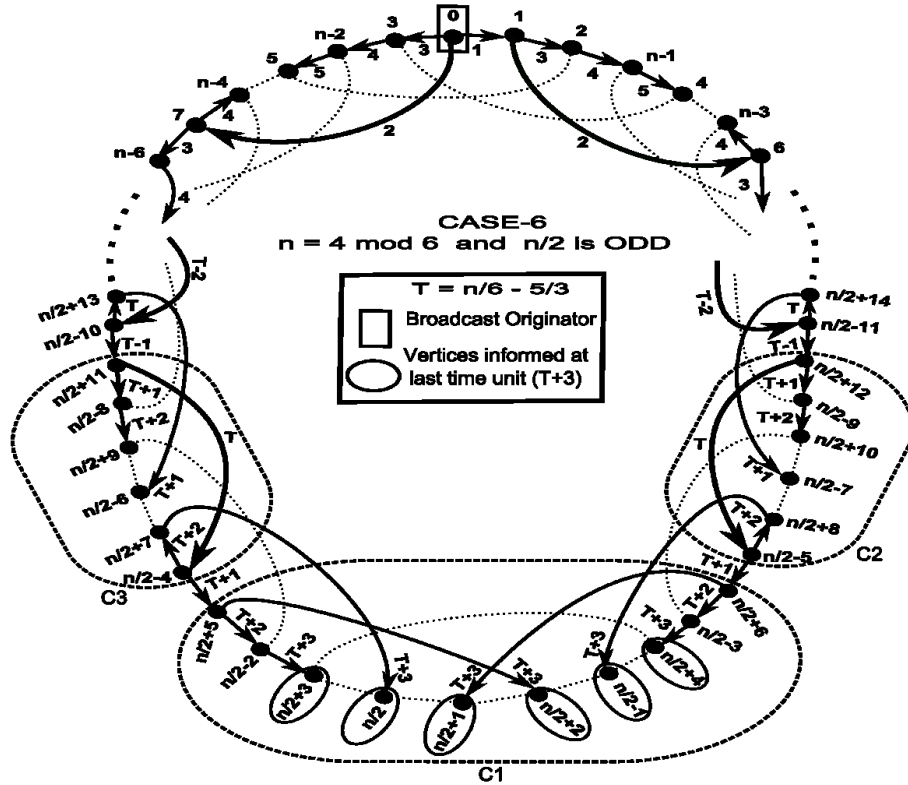 0
3
1
n-2
2
3
1
5
4
3
n-1
n-4
5
4
4
7
4
5
n-3
n-6
3
2
2
4
6
4
3
CASE-6
n = 4 mod 6 and n/2 is ODD
T-2
T-2
T = n/6 - 5/3
Broadcast Originator
Vertices informed at
last time unit (T+3)
n/2+13
T
n/2-10
T-1
n/2+11
T+1
n/2-8
T+2
n/2+9
T
n/2-6
T+1
n/2+7
T+2
n/2-4
C3
T+1
n/2+14
T
n/2-11
T-1
n/2+12
T+1
n/2-9
T+2
n/2+10
T
n/2-7
T+1
T+2
n/2+8
n/2-5
C2
T+1
n/2+6
T+2
n/2-3
T+3
n/2+4
n/2+5
T+2
n/2-2
T+3
n/2+3
T+3
n/2
T+3
n/2+1
T+3
n/2+2
T+3
n/2-1
C1